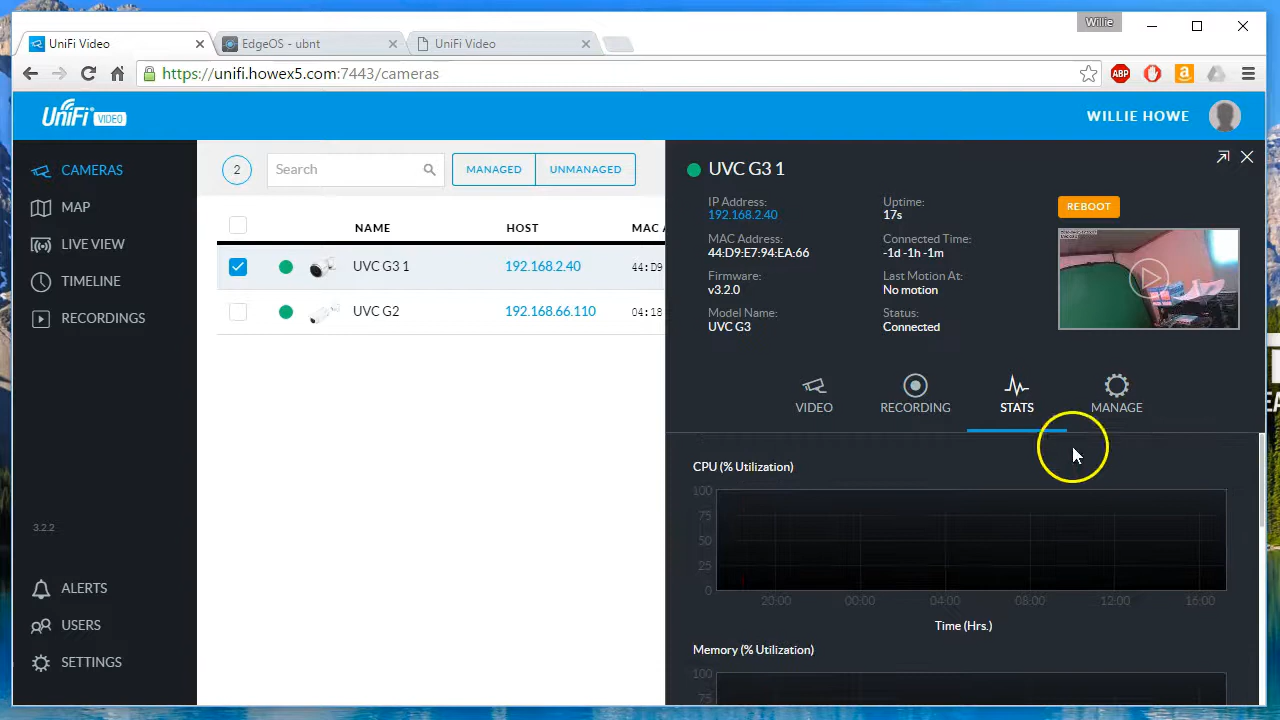 Willie
UniFi Video
EdgeOS - ubnt
UniFi Video
https://unifi.howex5.com:7443/cameras
ABP
UniFi VIDEO
WILLIE HOWE
CAMERAS
MAP
LIVE VIEW
TIMELINE
RECORDINGS
3.2.2
ALERTS
USERS
SETTINGS
2
Search
MANAGED
UNMANAGED
NAME HOST MAC A
UVC G3 1 192.168.2.40 44:D9
UVC G2 192.168.66.110 04:18
UVC G3 1
IP Address:
192.168.2.40
MAC Address:
44:D9:E7:94:EA:66
Firmware:
v3.2.0
Model Name:
UVC G3
Uptime:
17s
Connected Time:
-1d -1h -1m
Last Motion At:
No motion
Status:
Connected
REBOOT
VIDEO
RECORDING
STATS
MANAGE
CPU (% Utilization)
100
75
50
25
0
20:00 00:00 04:00 08:00 12:00 16:00
Time (Hrs.)
Memory (% Utilization)
100
75